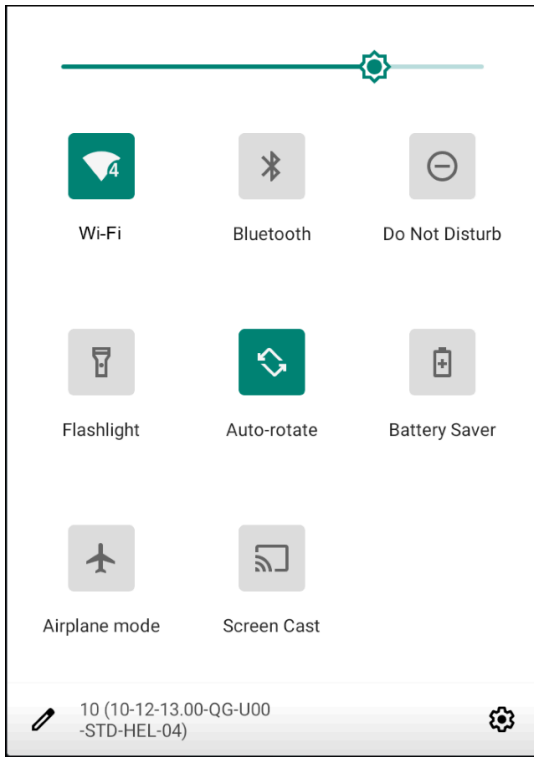 4
Wi-Fi Bluetooth Do Not Disturb
Flashlight Auto-rotate Battery Saver
Airplane mode Screen Cast
10 (10-12-13.00-QG-U00
-STD-HEL-04)